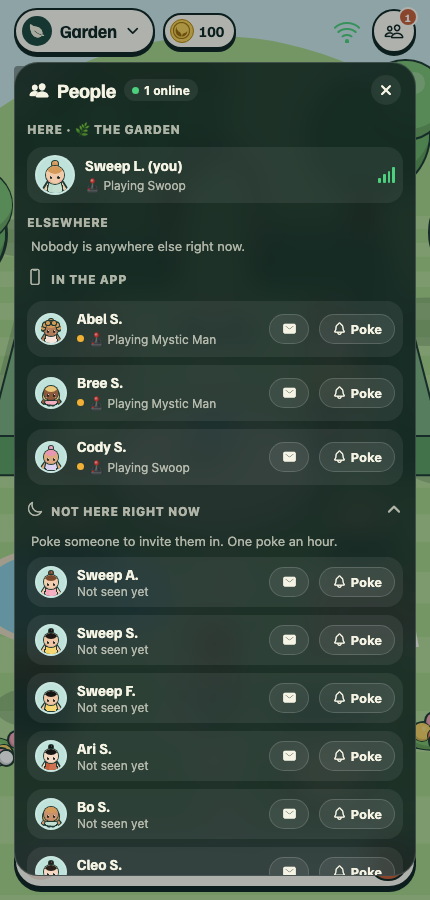 Garden
100
1
People
1 online
HERE · 🌿 THE GARDEN
Sweep L. (you)
🕹️ Playing Swoop
ELSEWHERE
Nobody is anywhere else right now.
IN THE APP
Abel S.
🕹️ Playing Mystic Man
Poke
Bree S.
🕹️ Playing Mystic Man
Poke
Cody S.
🕹️ Playing Swoop
Poke
NOT HERE RIGHT NOW
Poke someone to invite them in. One poke an hour.
Sweep A.
Not seen yet
Poke
Sweep S.
Not seen yet
Poke
Sweep F.
Not seen yet
Poke
Ari S.
Not seen yet
Poke
Bo S.
Not seen yet
Poke
Cleo S.
Poke